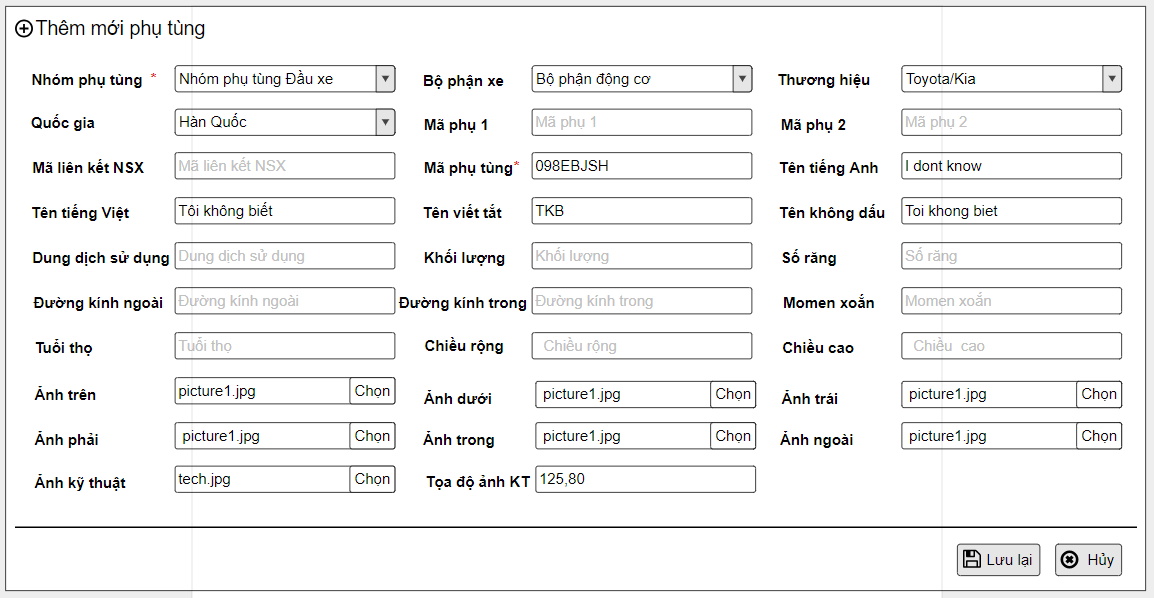 Thêm mới phụ tùng
Nhóm phụ tùng * Nhóm phụ tùng Đầu xe Bộ phận xe Bộ phận động cơ Thương hiệu Toyota/Kia
Quốc gia Hàn Quốc Mã phụ 1 Mã phụ 1 Mã phụ 2 Mã phụ 2
Mã liên kết NSX Mã liên kết NSX Mã phụ tùng* 098EBJSH Tên tiếng Anh I dont know
Tên tiếng Việt Tôi không biết Tên viết tắt TKB Tên không dấu Toi khong biet
Dung dịch sử dụng Dung dịch sử dụng Khối lượng Khối lượng Số răng Số răng
Đường kính ngoài Đường kính ngoài Đường kính trong Đường kính trong Momen xoắn Momen xoắn
Tuổi thọ Tuổi thọ Chiều rộng Chiều rộng Chiều cao Chiều cao
Ảnh trên picture1.jpg Chọn Ảnh dưới picture1.jpg Chọn Ảnh trái picture1.jpg Chọn
Ảnh phải picture1.jpg Chọn Ảnh trong picture1.jpg Chọn Ảnh ngoài picture1.jpg Chọn
Ảnh kỹ thuật tech.jpg Chọn Tọa độ ảnh KT 125,80
Lưu lại Hủy